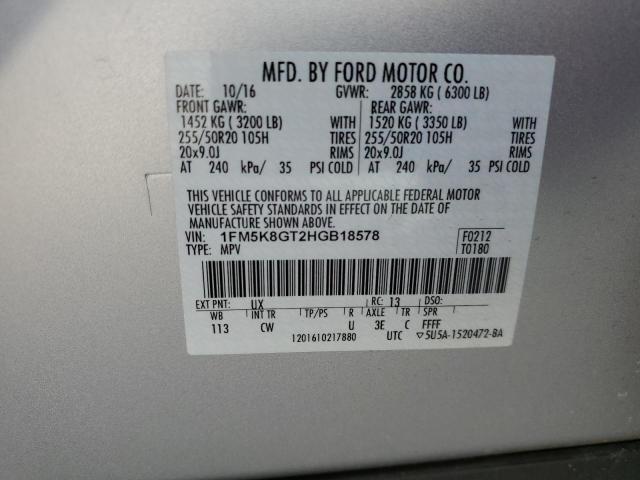 MFD. BY FORD MOTOR CO.
DATE: 10/16 GVWR: 2858 KG ( 6300 LB)
FRONT GAWR: REAR GAWR:
1452 KG ( 3200 LB) WITH 1520 KG ( 3350 LB) WITH
255/50R20 105H TIRES 255/50R20 105H TIRES
20x9.0J RIMS 20x9.0J RIMS
AT 240 kPa/ 35 PSI COLD AT 240 kPa/ 35 PSI COLD
THIS VEHICLE CONFORMS TO ALL APPLICABLE FEDERAL MOTOR
VEHICLE SAFETY STANDARDS IN EFFECT ON THE DATE OF
MANUFACTURE SHOWN ABOVE.
VIN: 1FM5K8GT2HGB18578 F0212
TYPE: MPV T0180
EXT PNT: UX RC: 13 DSO:
WB INT TR TP/PS R AXLE TR SPR
113 CW U 3E C FFFF
1201610217880 UTC ▽5U5A-1520472-BA